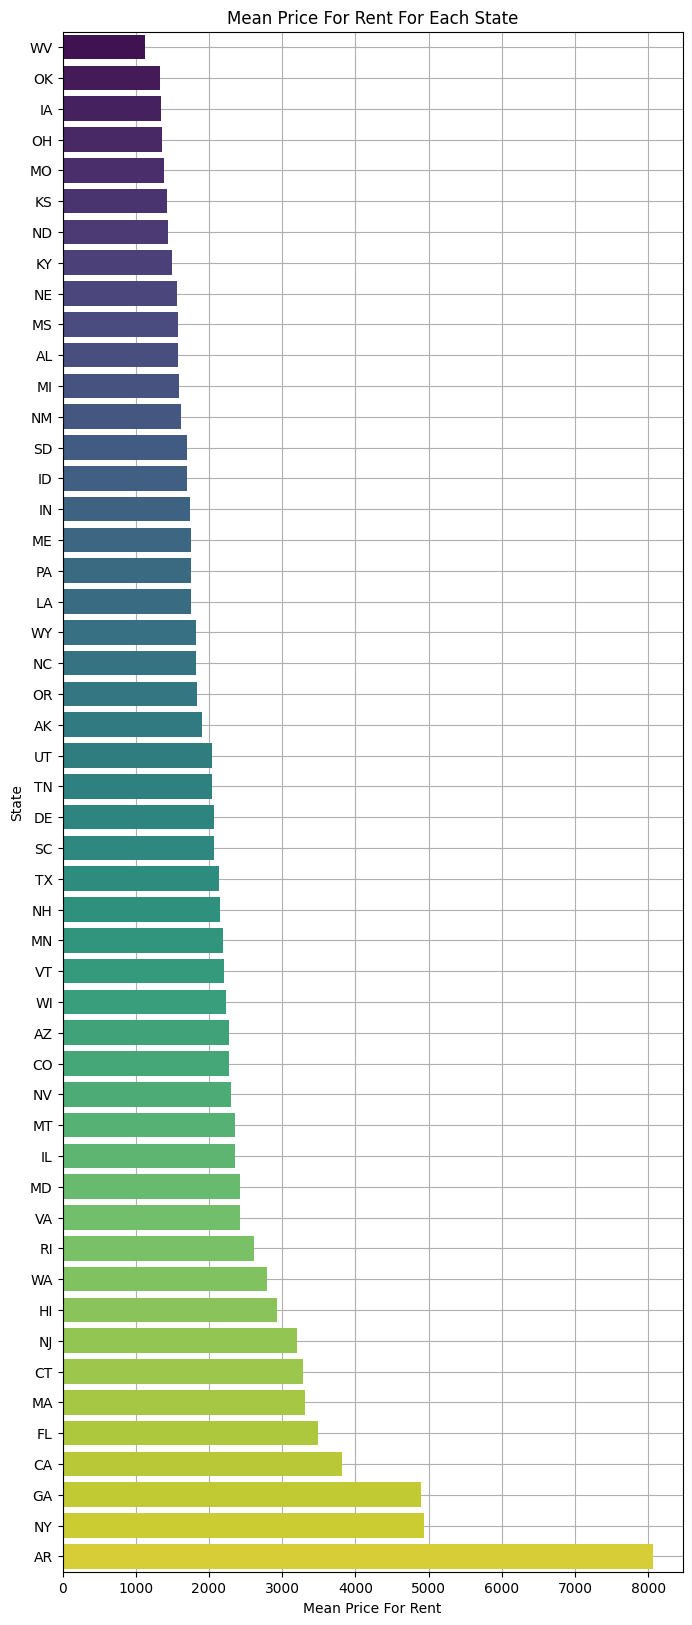 Mean Price For Rent For Each State
WV
OK
IA
OH
MO
KS
ND
KY
NE
MS
AL
MI
NM
SD
ID
IN
ME
PA
LA
WY
NC
OR
AK
UT
TN
DE
SC
TX
NH
MN
VT
WI
AZ
CO
NV
MT
IL
MD
VA
RI
WA
HI
NJ
CT
MA
FL
CA
GA
NY
AR
State
0 1000 2000 3000 4000 5000 6000 7000 8000
Mean Price For Rent